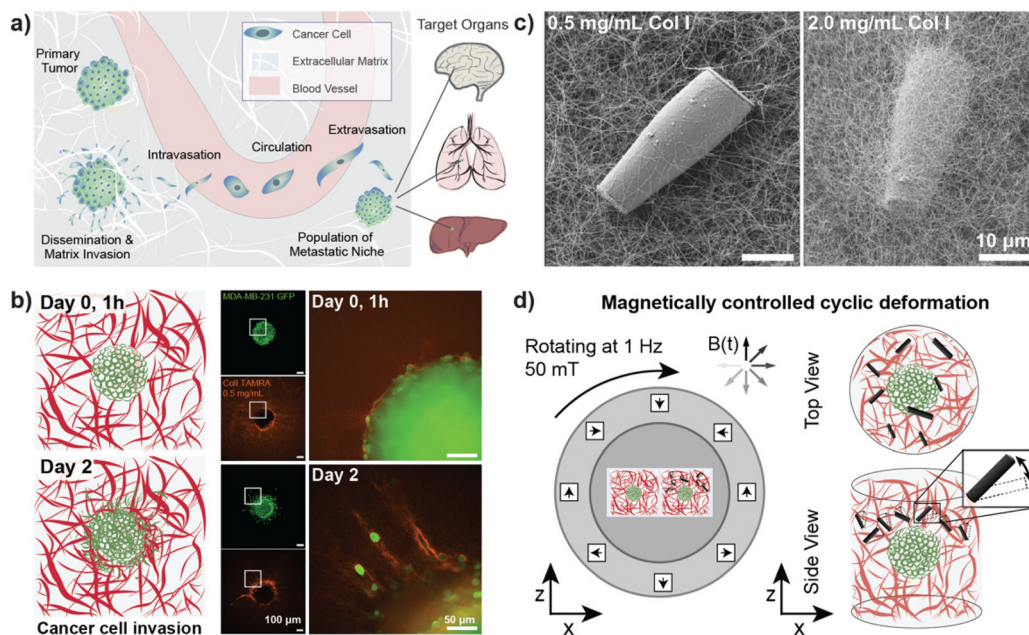 a)
Target Organs
Cancer Cell
Extracellular Matrix
Blood Vessel
Primary
Tumor
Extravasation
Circulation
Intravasation
Dissemination &
Matrix Invasion
Population of
Metastatic Niche
b)
Day 0, 1h
MDA-MB-231 GFP
Day 0, 1h
ColI TAMRA
0.5 mg/mL
Day 2
Day 2
100 µm
50 µm
Cancer cell invasion
c)
0.5 mg/mL Col I
2.0 mg/mL Col I
10 µm
d)
Magnetically controlled cyclic deformation
Rotating at 1 Hz
50 mT
B(t)
Top View
Side View
z
x
z
x